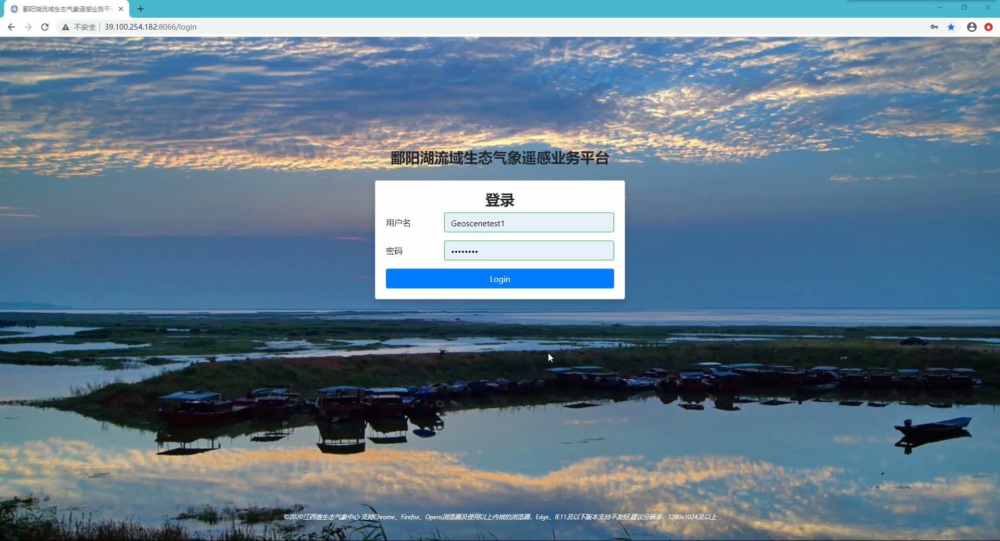 鄱阳湖流域生态气象遥感业务平台
不安全
39.100.254.182:8066/login
鄱阳湖流域生态气象遥感业务平台
登录
用户名
Geoscenetest1
密码
••••••••
Login
©2020江西省生态气象中心 支持Chrome、Firefox、Opera浏览器及使用以上内核的浏览器，Edge、IE11及以下版本支持不友好,建议分辨率：1280x1024及以上